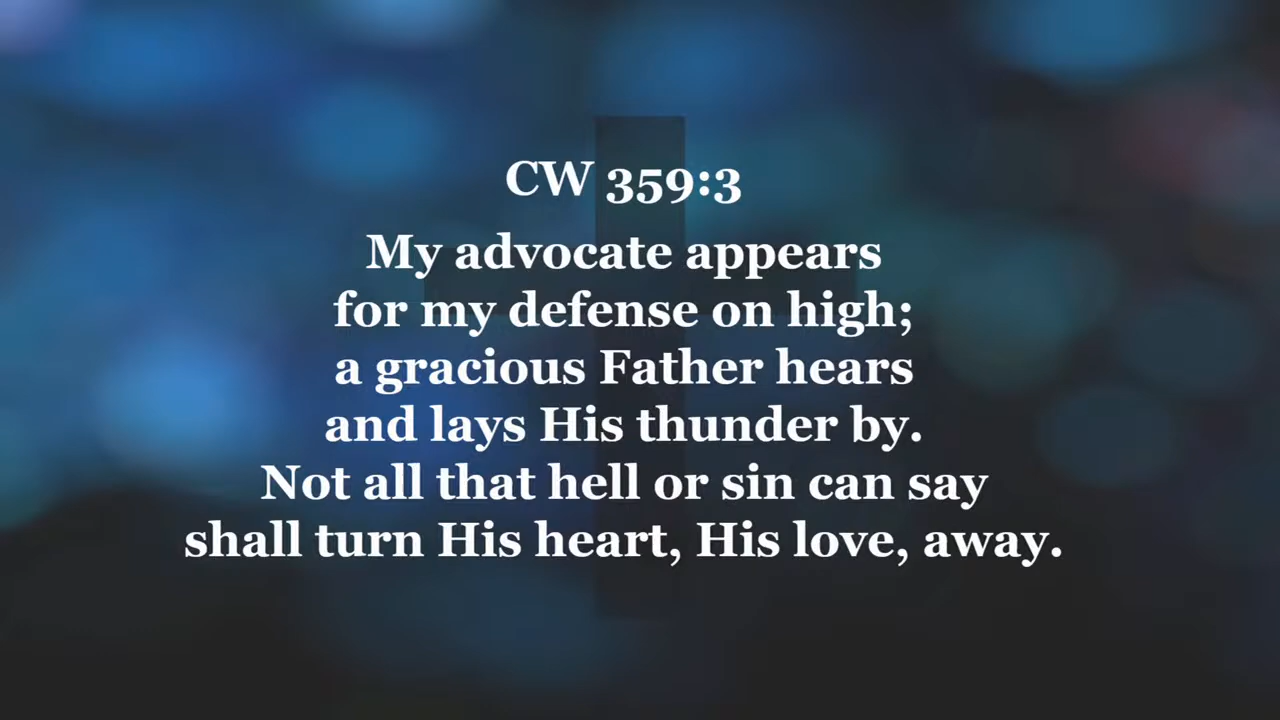 CW 359:3
My advocate appears
for my defense on high;
a gracious Father hears
and lays His thunder by.
Not all that hell or sin can say
shall turn His heart, His love, away.